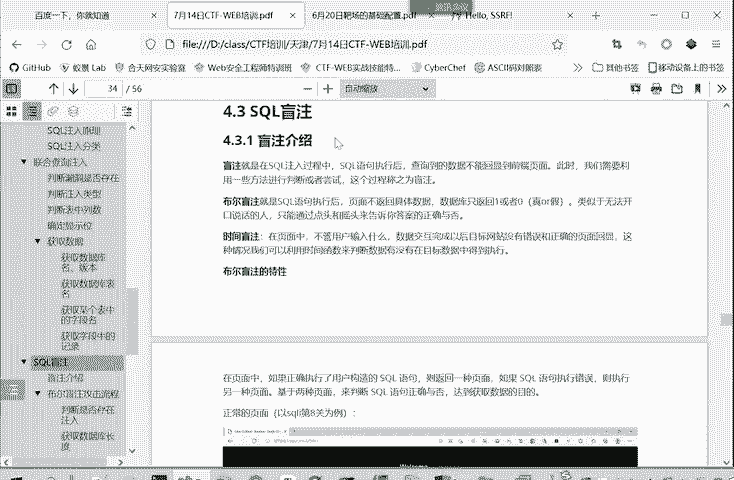 腾讯会议
百度一下，你就知道
7月14日CTF-WEB培训.pdf
6月20日靶场的基础配置.pdf
Hello, SSRF!
file:///D:/class/CTF培训/天津/7月14日CTF-WEB培训.pdf
GitHub
蚁景 Lab
合天网安实验室
Web安全工程师特训班
CTF-WEB实战技能特...
CyberChef
ASCII码对照表
其他书签
移动设备上的书签
34 / 56
自动缩放
SQL注入原理
SQL注入分类
联合查询注入
判断漏洞是否存在
判断注入类型
判断表中列数
确定显示位
获取数据
获取数据库
名、版本
获取数据库表
名
获取某个表中
的字段名
获取字段中的
记录
SQL盲注
盲注介绍
布尔盲注攻击流程
判断是否存在
注入
获取数据库长
度
4.3 SQL盲注
4.3.1 盲注介绍
盲注就是在SQL注入过程中，SQL语句执行后，查询到的数据不能回显到前端页面。此时，我们需要利
用一些方法进行判断或者尝试，这个过程称之为盲注。
布尔盲注就是SQL语句执行后，页面不返回具体数据，数据库只返回1或者0（真or假）。类似于无法开
口说话的人，只能通过点头和摇头来告诉你答案的正确与否。
时间盲注：在页面中，不管用户输入什么，数据交互完成以后目标网站没有错误和正确的页面回显，这
种情况我们可以利用时间函数来判断数据有没有在目标数据中得到执行。
布尔盲注的特性
在页面中，如果正确执行了用户构造的 SQL 语句，则返回一种页面，如果 SQL 语句执行错误，则执行
另一种页面。基于两种页面，来判断 SQL 语句正确与否，达到获取数据的目的。
正常的页面（以sqli第8关为例）：
Welcome